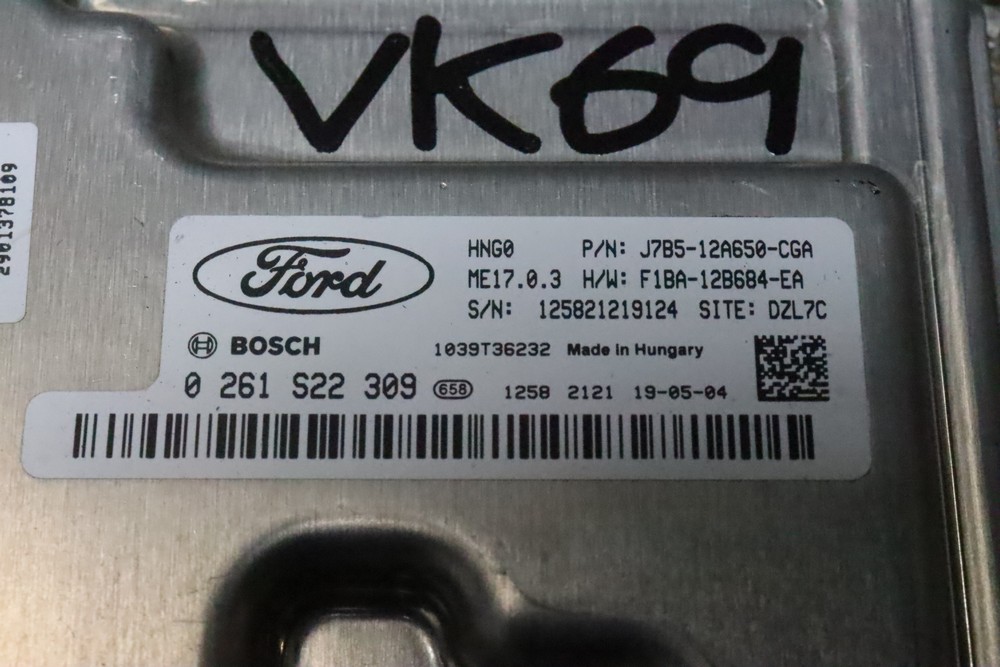 VK69
2901378109
Ford
HNG0 P/N: J7B5-12A650-CGA
ME17.0.3 H/W: F1BA-12B684-EA
S/N: 125821219124 SITE: DZL7C
BOSCH 1039T36232 Made in Hungary
0 261 S22 309 658 1258 2121 19-05-04